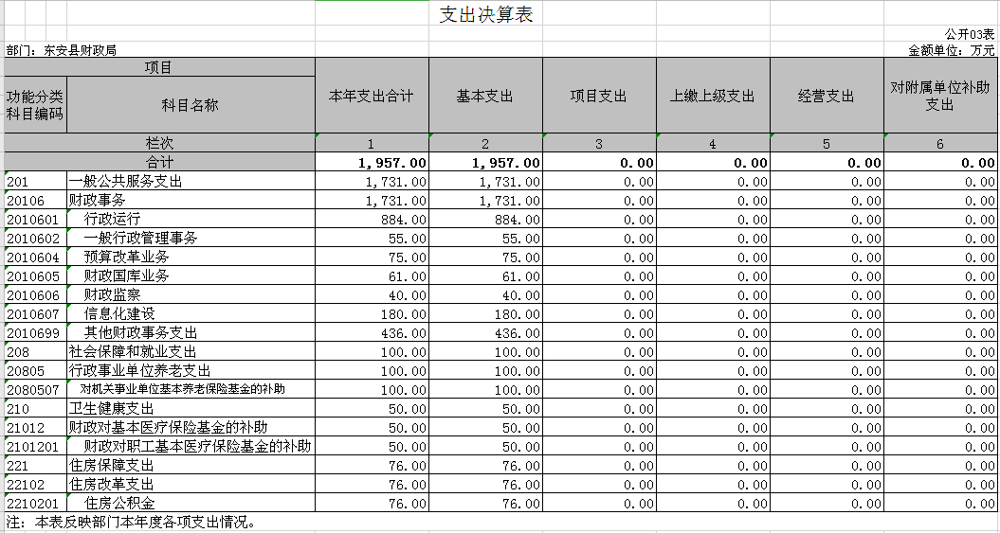 支出决算表
公开03表
部门：东安县财政局 金额单位：万元
项目 本年支出合计 基本支出 项目支出 上缴上级支出 经营支出 对附属单位补助支出
功能分类科目编码 科目名称
栏次 1 2 3 4 5 6
合计 1,957.00 1,957.00 0.00 0.00 0.00 0.00
201 一般公共服务支出 1,731.00 1,731.00 0.00 0.00 0.00 0.00
20106 财政事务 1,731.00 1,731.00 0.00 0.00 0.00 0.00
2010601 行政运行 884.00 884.00 0.00 0.00 0.00 0.00
2010602 一般行政管理事务 55.00 55.00 0.00 0.00 0.00 0.00
2010604 预算改革业务 75.00 75.00 0.00 0.00 0.00 0.00
2010605 财政国库业务 61.00 61.00 0.00 0.00 0.00 0.00
2010606 财政监察 40.00 40.00 0.00 0.00 0.00 0.00
2010607 信息化建设 180.00 180.00 0.00 0.00 0.00 0.00
2010699 其他财政事务支出 436.00 436.00 0.00 0.00 0.00 0.00
208 社会保障和就业支出 100.00 100.00 0.00 0.00 0.00 0.00
20805 行政事业单位养老支出 100.00 100.00 0.00 0.00 0.00 0.00
2080507 对机关事业单位基本养老保险基金的补助 100.00 100.00 0.00 0.00 0.00 0.00
210 卫生健康支出 50.00 50.00 0.00 0.00 0.00 0.00
21012 财政对基本医疗保险基金的补助 50.00 50.00 0.00 0.00 0.00 0.00
2101201 财政对职工基本医疗保险基金的补助 50.00 50.00 0.00 0.00 0.00 0.00
221 住房保障支出 76.00 76.00 0.00 0.00 0.00 0.00
22102 住房改革支出 76.00 76.00 0.00 0.00 0.00 0.00
2210201 住房公积金 76.00 76.00 0.00 0.00 0.00 0.00
注：本表反映部门本年度各项支出情况。